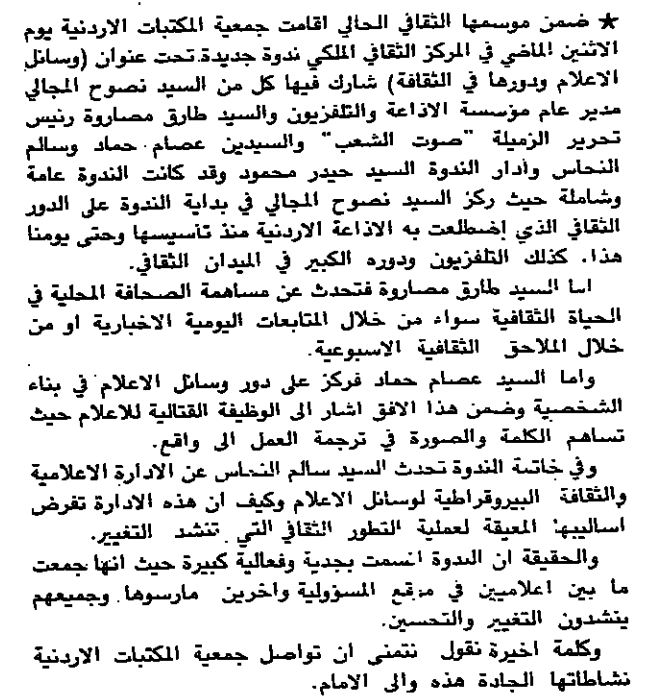 ★ ضمن موسمها الثقافي الحالي اقامت جمعية المكتبات الاردنية يوم
الاثنين الماضي في المركز الثقافي الملكي ندوة جديدة تحت عنوان (وسائل
الاعلام ودورها في الثقافة) شارك فيها كل من السيد نصوح المجالي
مدير عام مؤسسة الاذاعة والتلفزيون والسيد طارق مصاروة رئيس
تحرير الزميلة "صوت الشعب" والسيدين عصام حماد وسالم
النحاس وأدار الندوة السيد حيدر محمود وقد كانت الندوة عامة
وشاملة حيث ركز السيد نصوح المجالي في بداية الندوة على الدور
الثقافي الذي إضطلعت به الاذاعة الاردنية منذ تأسيسها وحتى يومنا
هذا، كذلك التلفزيون ودوره الكبير في الميدان الثقافي.
اما السيد طارق مصاروة فتحدث عن مساهمة الصحافة المحلية في
الحياة الثقافية سواء من خلال المتابعات اليومية الاخبارية او من
خلال الملاحق الثقافية الاسبوعية.
واما السيد عصام حماد فركز على دور وسائل الاعلام في بناء
الشخصية وضمن هذا الافق اشار الى الوظيفة القتالية للاعلام حيث
تساهم الكلمة والصورة في ترجمة العمل الى واقع.
وفي خاتمة الندوة تحدث السيد سالم النحاس عن الادارة الاعلامية
والثقافة البيروقراطية لوسائل الاعلام وكيف ان هذه الادارة تفرض
اساليبها المعيقة لعملية التطور الثقافي التي تنشد التغيير.
والحقيقة ان الندوة اتسمت بجدية وفعالية كبيرة حيث انها جمعت
ما بين اعلاميين في موقع المسؤولية واخرين مارسوها وجميعهم
ينشدون التغيير والتحسين.
وكلمة اخيرة نقول نتمنى ان تواصل جمعية المكتبات الاردنية
نشاطاتها الجادة هذه والى الامام.